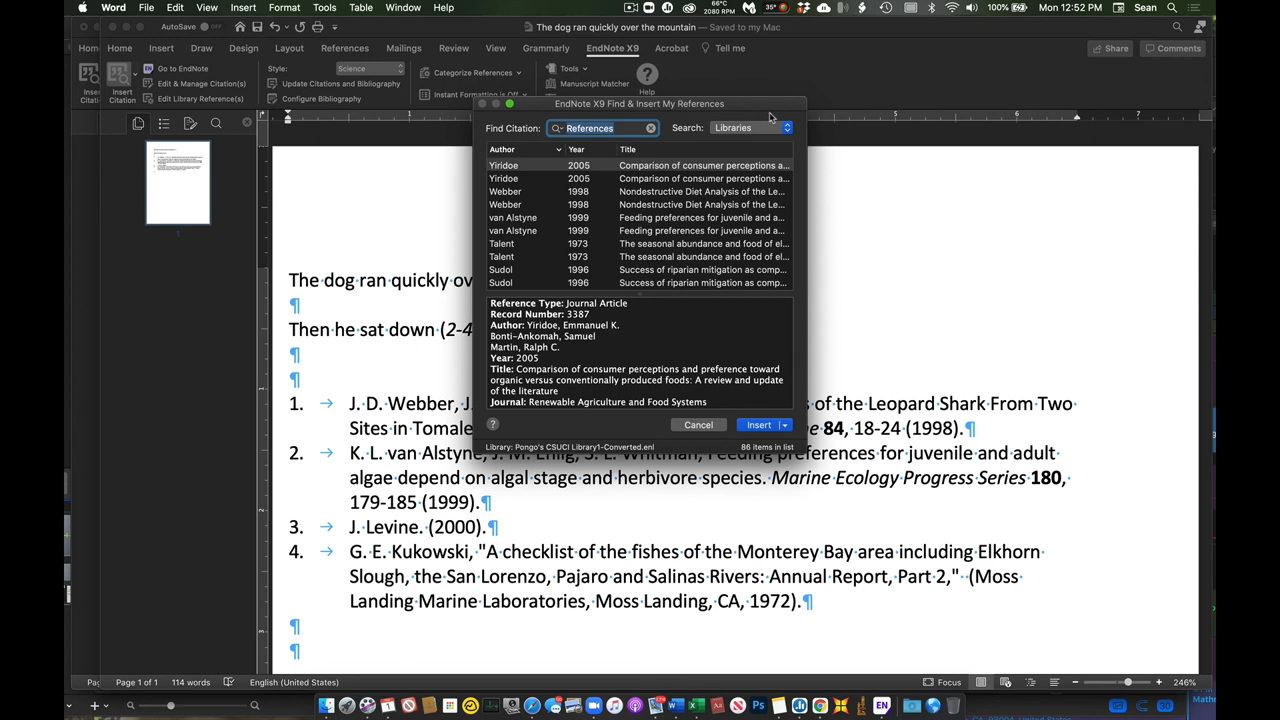 Word File Edit View Insert Format Tools Table Window Help
66°C 1080 RPM 35° 100% Mon 12:52 PM Sean
AutoSave The dog ran quickly over the mountain — Saved to my Mac
Home Insert Draw Design Layout References Mailings Review View Grammarly EndNote X9 Acrobat Tell me Share Comments
Insert Citation
Go to EndNote
Edit & Manage Citation(s)
Edit Library Reference(s)
Style: Science
Update Citations and Bibliography
Configure Bibliography
Categorize References
Instant Formatting is Off
Tools
Manuscript Matcher
Help
EndNote X9 Find & Insert My References
Find Citation: References Search: Libraries
Author Year Title
Yiridoe 2005 Comparison of consumer perceptions a...
Yiridoe 2005 Comparison of consumer perceptions a...
Webber 1998 Nondestructive Diet Analysis of the Le...
Webber 1998 Nondestructive Diet Analysis of the Le...
van Alstyne 1999 Feeding preferences for juvenile and a...
van Alstyne 1999 Feeding preferences for juvenile and a...
Talent 1973 The seasonal abundance and food of el...
Talent 1973 The seasonal abundance and food of el...
Sudol 1996 Success of riparian mitigation as comp...
Sudol 1996 Success of riparian mitigation as comp...
Reference Type: Journal Article
Record Number: 3387
Author: Yiridoe, Emmanuel K.
Bonti-Ankomah, Samuel
Martin, Ralph C.
Year: 2005
Title: Comparison of consumer perceptions and preference toward
organic versus conventionally produced foods: A review and update
of the literature
Journal: Renewable Agriculture and Food Systems
Cancel Insert
Library: Pongo's CSUCI Library1-Converted.enl 86 items in list
The dog ran quickly ov
¶
Then he sat down (2-4
¶
¶
1. J. D. Webber, J. s of the Leopard Shark From Two
Sites in Tomale 84, 18-24 (1998).¶
2. K. L. van Alstyne, J. M. Ehlig, S. L. Whitman, Feeding preferences for juvenile and adult
algae depend on algal stage and herbivore species. Marine Ecology Progress Series 180,
179-185 (1999).¶
3. J. Levine. (2000).¶
4. G. E. Kukowski, "A checklist of the fishes of the Monterey Bay area including Elkhorn
Slough, the San Lorenzo, Pajaro and Salinas Rivers: Annual Report, Part 2," (Moss
Landing Marine Laboratories, Moss Landing, CA, 1972).¶
¶
¶
Page 1 of 1 114 words English (United States) Focus 246%